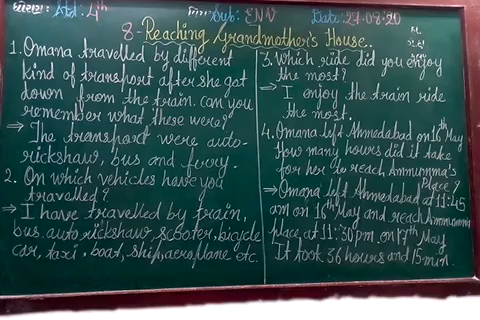 ધોરણ: Std: 4th વિષય: Sub: ENV Date: 27.08.20
8-Reaching Grandmother's House.
1. Omana travelled by different
kind of transport after she got
down from the train. can you
remember what these were?
⇒ The transport were auto-
rickshaw, bus and furry.
2. On which vehicles have you
travelled?
⇒ I have travelled by train,
bus. auto rickshaw, scooter, bicycle
car, taxi. boat, ship, aeroplane etc.
3. Which ride did you enjoy
the most?
⇒ I enjoy the train ride
the most.
4. Omana left Ahmedabad on 16th May
How many hours did it take
for her to reach Ammumma's
place?
⇒ Omana left Ahmedabad at 11:45
am on 16th May and reach Ammumma
place at 11:30 pm. on 17th May
It took 36 hours and 15 min.